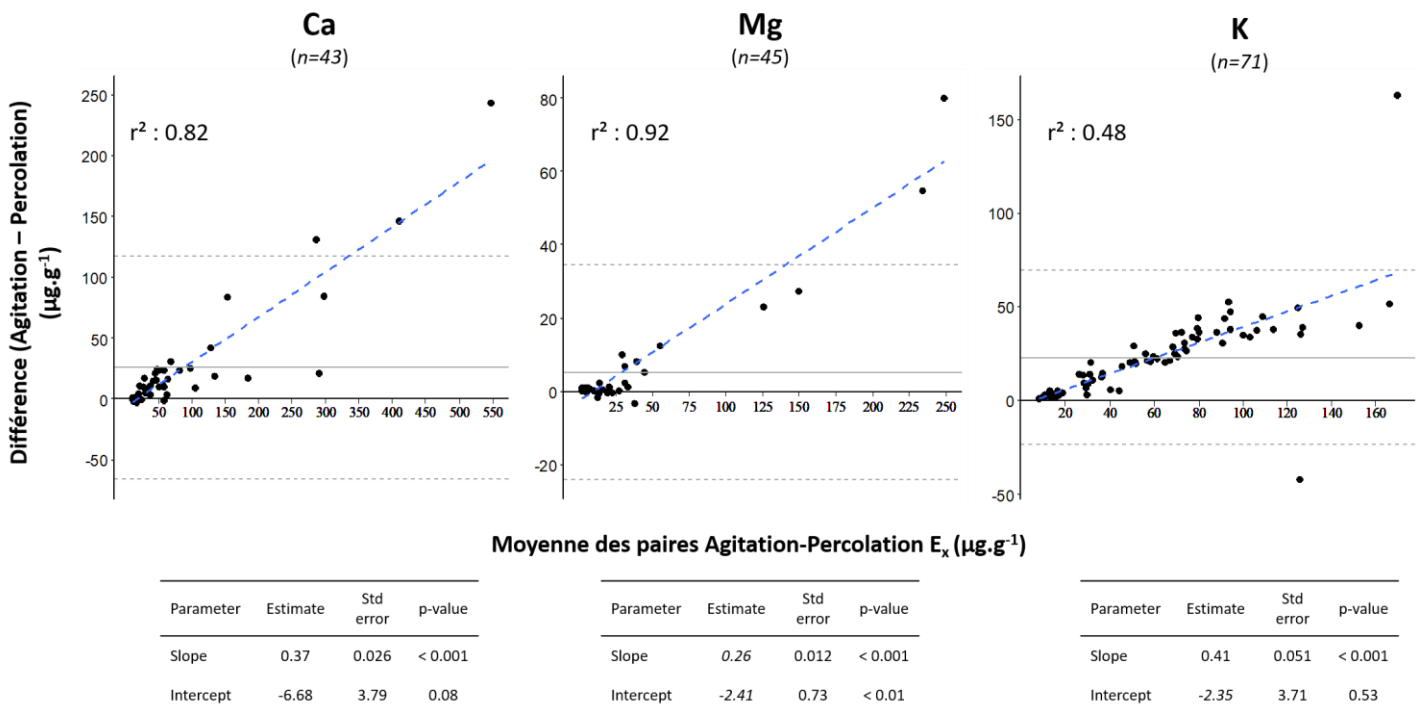 Ca
(n=43)
Mg
(n=45)
K
(n=71)
Différence (Agitation – Percolation)
(µg.g-1)
r² : 0.82
250
200
150
100
50
0
-50
50 100 150 200 250 300 350 400 450 500 550
r² : 0.92
80
60
40
20
0
-20
25 50 75 100 125 150 175 200 225 250
r² : 0.48
150
100
50
0
-50
20 40 60 80 100 120 140 160
Moyenne des paires Agitation-Percolation Ex (µg.g-1)
Parameter Estimate Std error p-value
Slope 0.37 0.026 < 0.001
Intercept -6.68 3.79 0.08
Parameter Estimate Std error p-value
Slope 0.26 0.012 < 0.001
Intercept -2.41 0.73 < 0.01
Parameter Estimate Std error p-value
Slope 0.41 0.051 < 0.001
Intercept -2.35 3.71 0.53